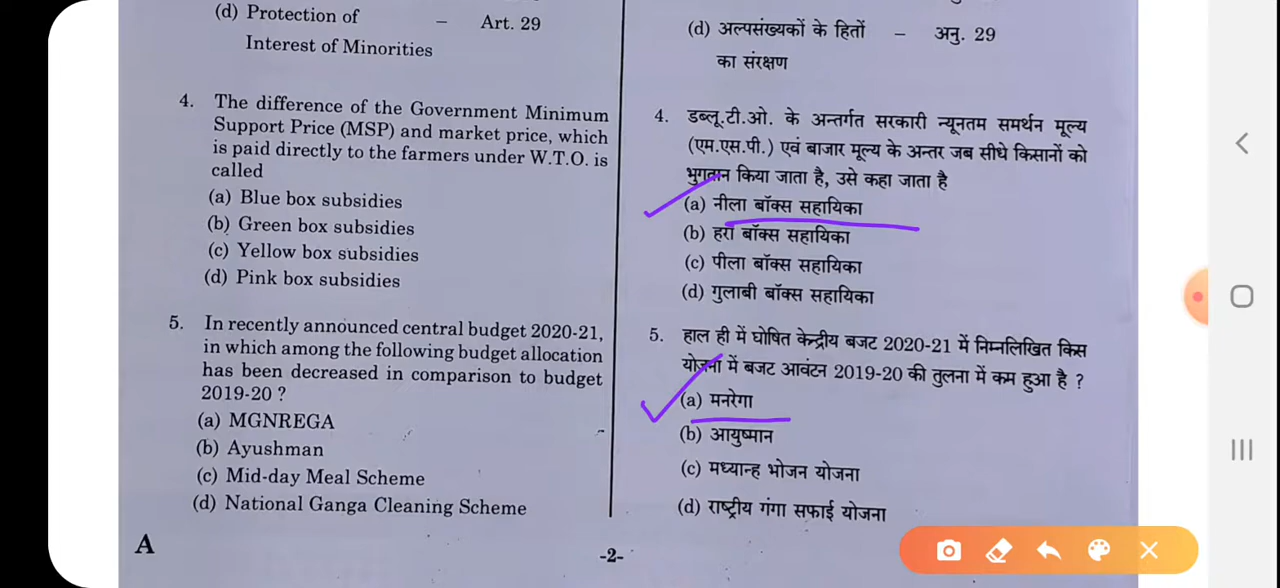 (d) Protection of – Art. 29
Interest of Minorities
4. The difference of the Government Minimum
Support Price (MSP) and market price, which
is paid directly to the farmers under W.T.O. is
called
(a) Blue box subsidies
(b) Green box subsidies
(c) Yellow box subsidies
(d) Pink box subsidies
5. In recently announced central budget 2020-21,
in which among the following budget allocation
has been decreased in comparison to budget
2019-20 ?
(a) MGNREGA
(b) Ayushman
(c) Mid-day Meal Scheme
(d) National Ganga Cleaning Scheme
(d) अल्पसंख्यकों के हितों – अनु. 29
का संरक्षण
4. डब्लू.टी.ओ. के अन्तर्गत सरकारी न्यूनतम समर्थन मूल्य
(एम.एस.पी.) एवं बाजार मूल्य के अन्तर जब सीधे किसानों को
भुगतान किया जाता है, उसे कहा जाता है
(a) नीला बॉक्स सहायिका
(b) हरा बॉक्स सहायिका
(c) पीला बॉक्स सहायिका
(d) गुलाबी बॉक्स सहायिका
5. हाल ही में घोषित केन्द्रीय बजट 2020-21 में निम्नलिखित किस
योजना में बजट आवंटन 2019-20 की तुलना में कम हुआ है ?
(a) मनरेगा
(b) आयुष्मान
(c) मध्यान्ह भोजन योजना
(d) राष्ट्रीय गंगा सफाई योजना
A
-2-